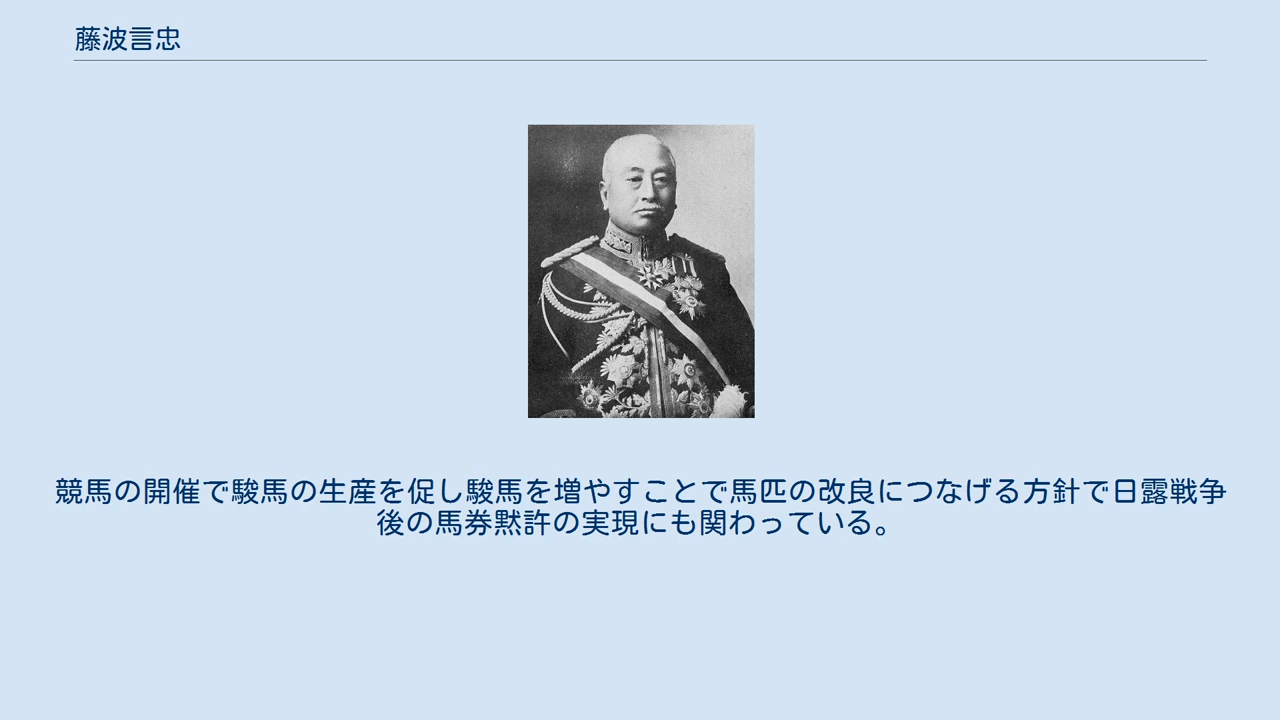 藤波言忠
競馬の開催で駿馬の生産を促し駿馬を増やすことで馬匹の改良につなげる方針で日露戦争
後の馬券黙許の実現にも関わっている。